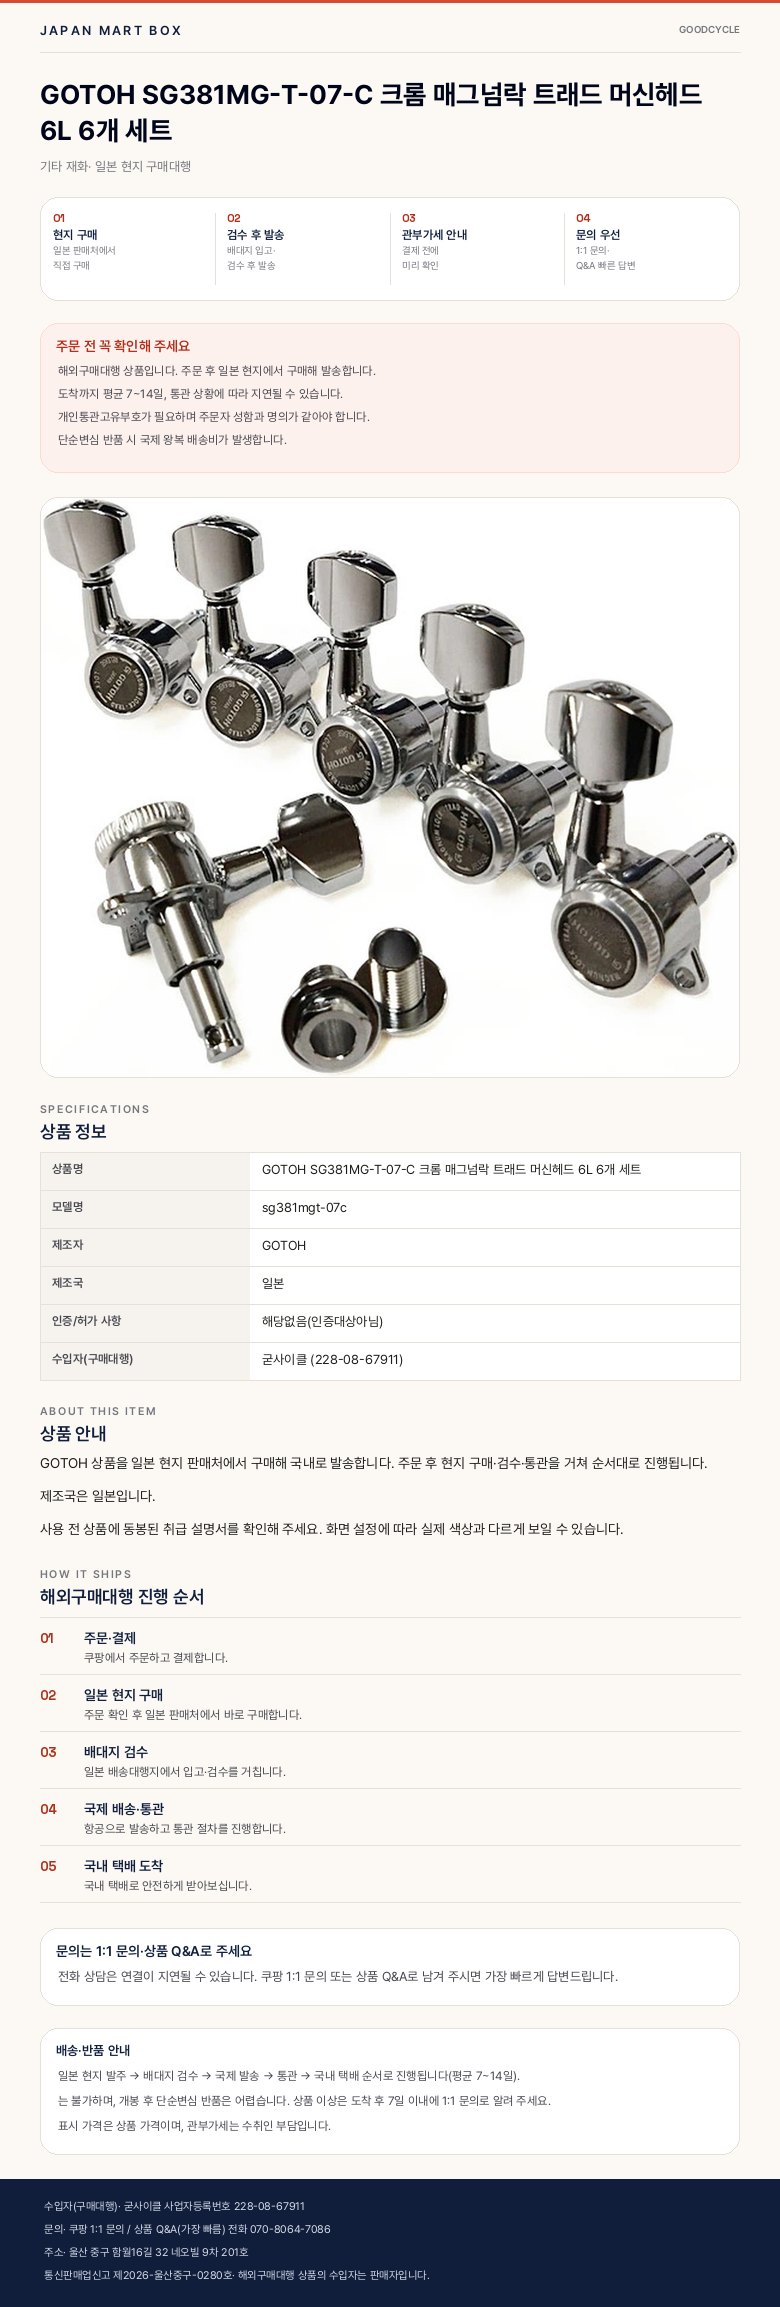 JAPAN MART BOX
GOODCYCLE
GOTOH SG381MG-T-07-C 크롬 매그넘락 트래드 머신헤드
6L 6개 세트
기타 재화· 일본 현지 구매대행
01
현지 구매
일본 판매처에서
직접 구매
02
검수 후 발송
배대지 입고·
검수 후 발송
03
관부가세 안내
결제 전에
미리 확인
04
문의 우선
1:1 문의·
Q&A 빠른 답변
주문 전 꼭 확인해 주세요
해외구매대행 상품입니다. 주문 후 일본 현지에서 구매해 발송합니다.
도착까지 평균 7~14일, 통관 상황에 따라 지연될 수 있습니다.
개인통관고유부호가 필요하며 주문자 성함과 명의가 같아야 합니다.
단순변심 반품 시 국제 왕복 배송비가 발생합니다.
SPECIFICATIONS
상품 정보
상품명 GOTOH SG381MG-T-07-C 크롬 매그넘락 트래드 머신헤드 6L 6개 세트
모델명 sg381mgt-07c
제조자 GOTOH
제조국 일본
인증/허가 사항 해당없음(인증대상아님)
수입자(구매대행) 굳사이클 (228-08-67911)
ABOUT THIS ITEM
상품 안내
GOTOH 상품을 일본 현지 판매처에서 구매해 국내로 발송합니다. 주문 후 현지 구매·검수·통관을 거쳐 순서대로 진행됩니다.
제조국은 일본입니다.
사용 전 상품에 동봉된 취급 설명서를 확인해 주세요. 화면 설정에 따라 실제 색상과 다르게 보일 수 있습니다.
HOW IT SHIPS
해외구매대행 진행 순서
01 주문·결제
쿠팡에서 주문하고 결제합니다.
02 일본 현지 구매
주문 확인 후 일본 판매처에서 바로 구매합니다.
03 배대지 검수
일본 배송대행지에서 입고·검수를 거칩니다.
04 국제 배송·통관
항공으로 발송하고 통관 절차를 진행합니다.
05 국내 택배 도착
국내 택배로 안전하게 받아보십니다.
문의는 1:1 문의·상품 Q&A로 주세요
전화 상담은 연결이 지연될 수 있습니다. 쿠팡 1:1 문의 또는 상품 Q&A로 남겨 주시면 가장 빠르게 답변드립니다.
배송·반품 안내
일본 현지 발주 → 배대지 검수 → 국제 발송 → 통관 → 국내 택배 순서로 진행됩니다(평균 7~14일).
는 불가하며, 개봉 후 단순변심 반품은 어렵습니다. 상품 이상은 도착 후 7일 이내에 1:1 문의로 알려 주세요.
표시 가격은 상품 가격이며, 관부가세는 수취인 부담입니다.
수입자(구매대행)· 굳사이클 사업자등록번호 228-08-67911
문의· 쿠팡 1:1 문의 / 상품 Q&A(가장 빠름) 전화 070-8064-7086
주소· 울산 중구 함월16길 32 네오빌 9차 201호
통신판매업신고 제2026-울산중구-0280호· 해외구매대행 상품의 수입자는 판매자입니다.